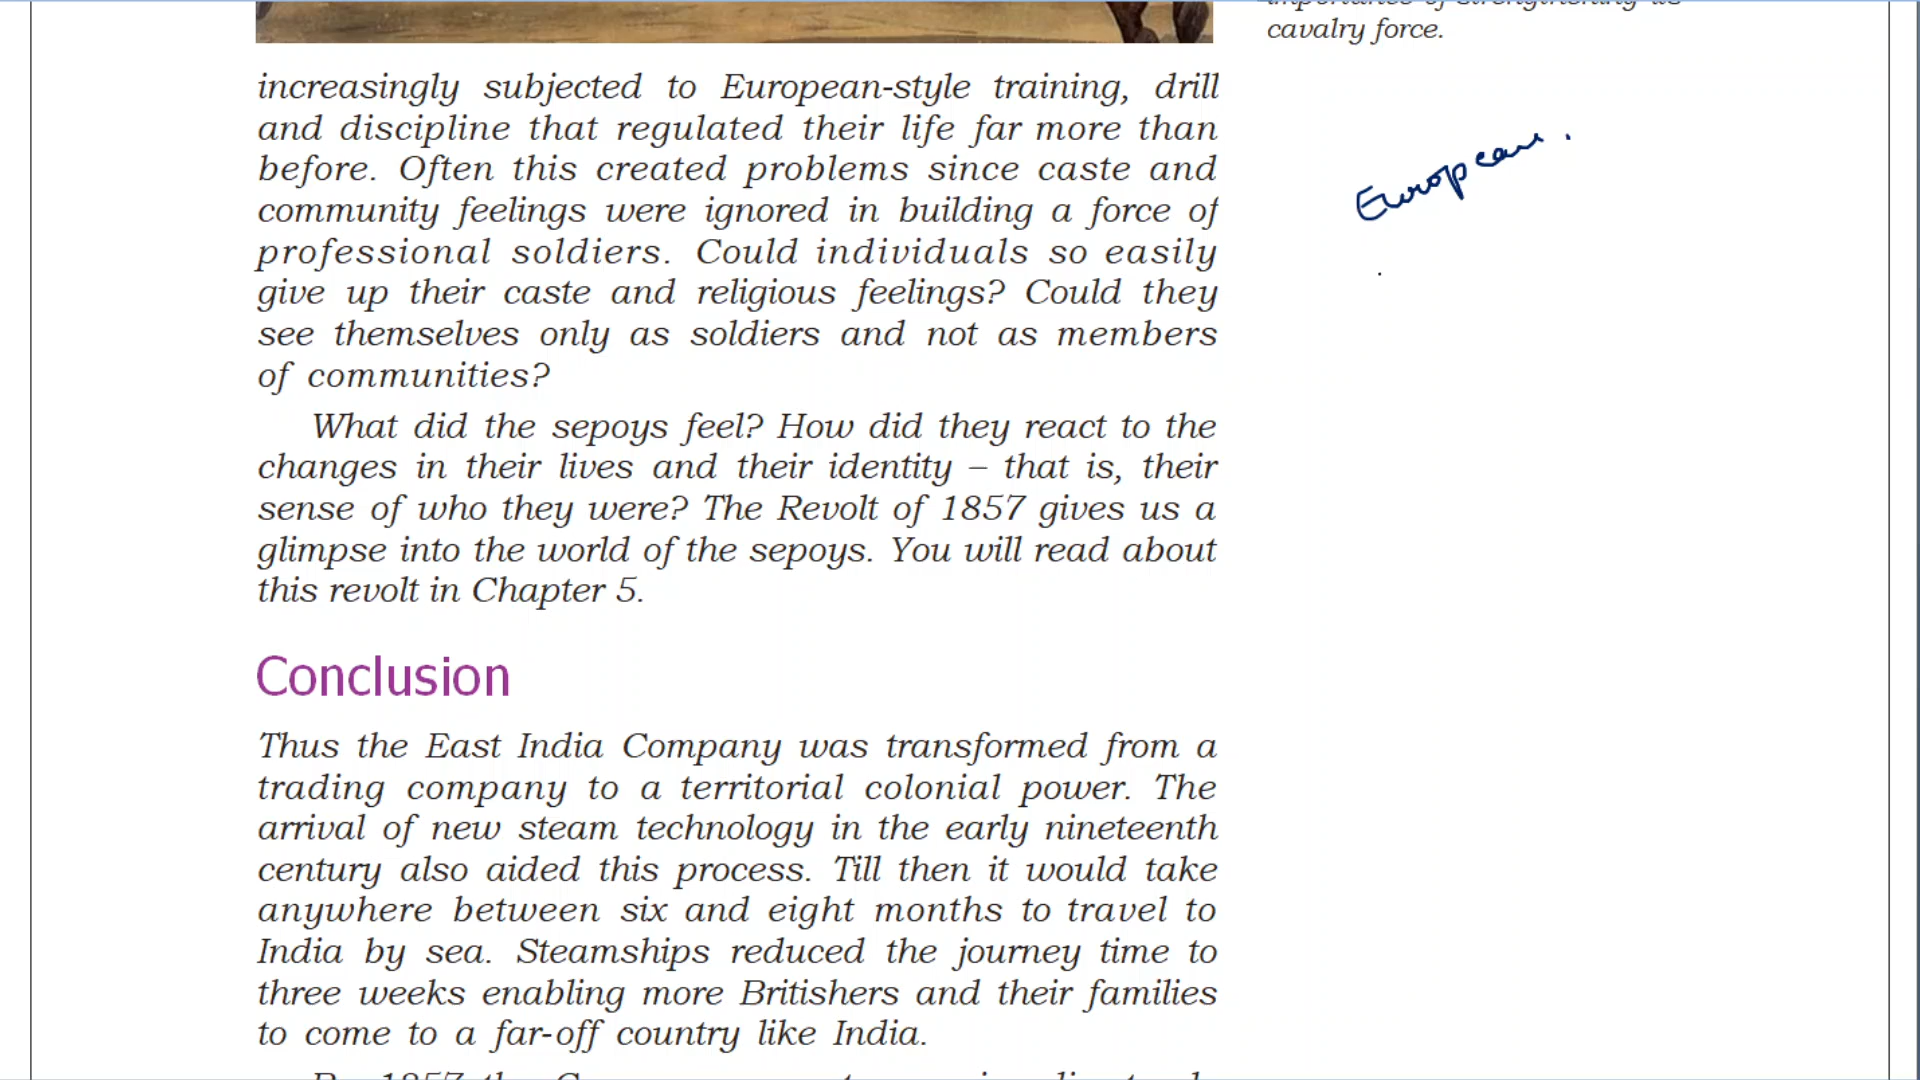 cavalry force.
increasingly subjected to European-style training, drill
and discipline that regulated their life far more than
before. Often this created problems since caste and
community feelings were ignored in building a force of
professional soldiers. Could individuals so easily
give up their caste and religious feelings? Could they
see themselves only as soldiers and not as members
of communities?
European.
What did the sepoys feel? How did they react to the
changes in their lives and their identity – that is, their
sense of who they were? The Revolt of 1857 gives us a
glimpse into the world of the sepoys. You will read about
this revolt in Chapter 5.
Conclusion
Thus the East India Company was transformed from a
trading company to a territorial colonial power. The
arrival of new steam technology in the early nineteenth
century also aided this process. Till then it would take
anywhere between six and eight months to travel to
India by sea. Steamships reduced the journey time to
three weeks enabling more Britishers and their families
to come to a far-off country like India.